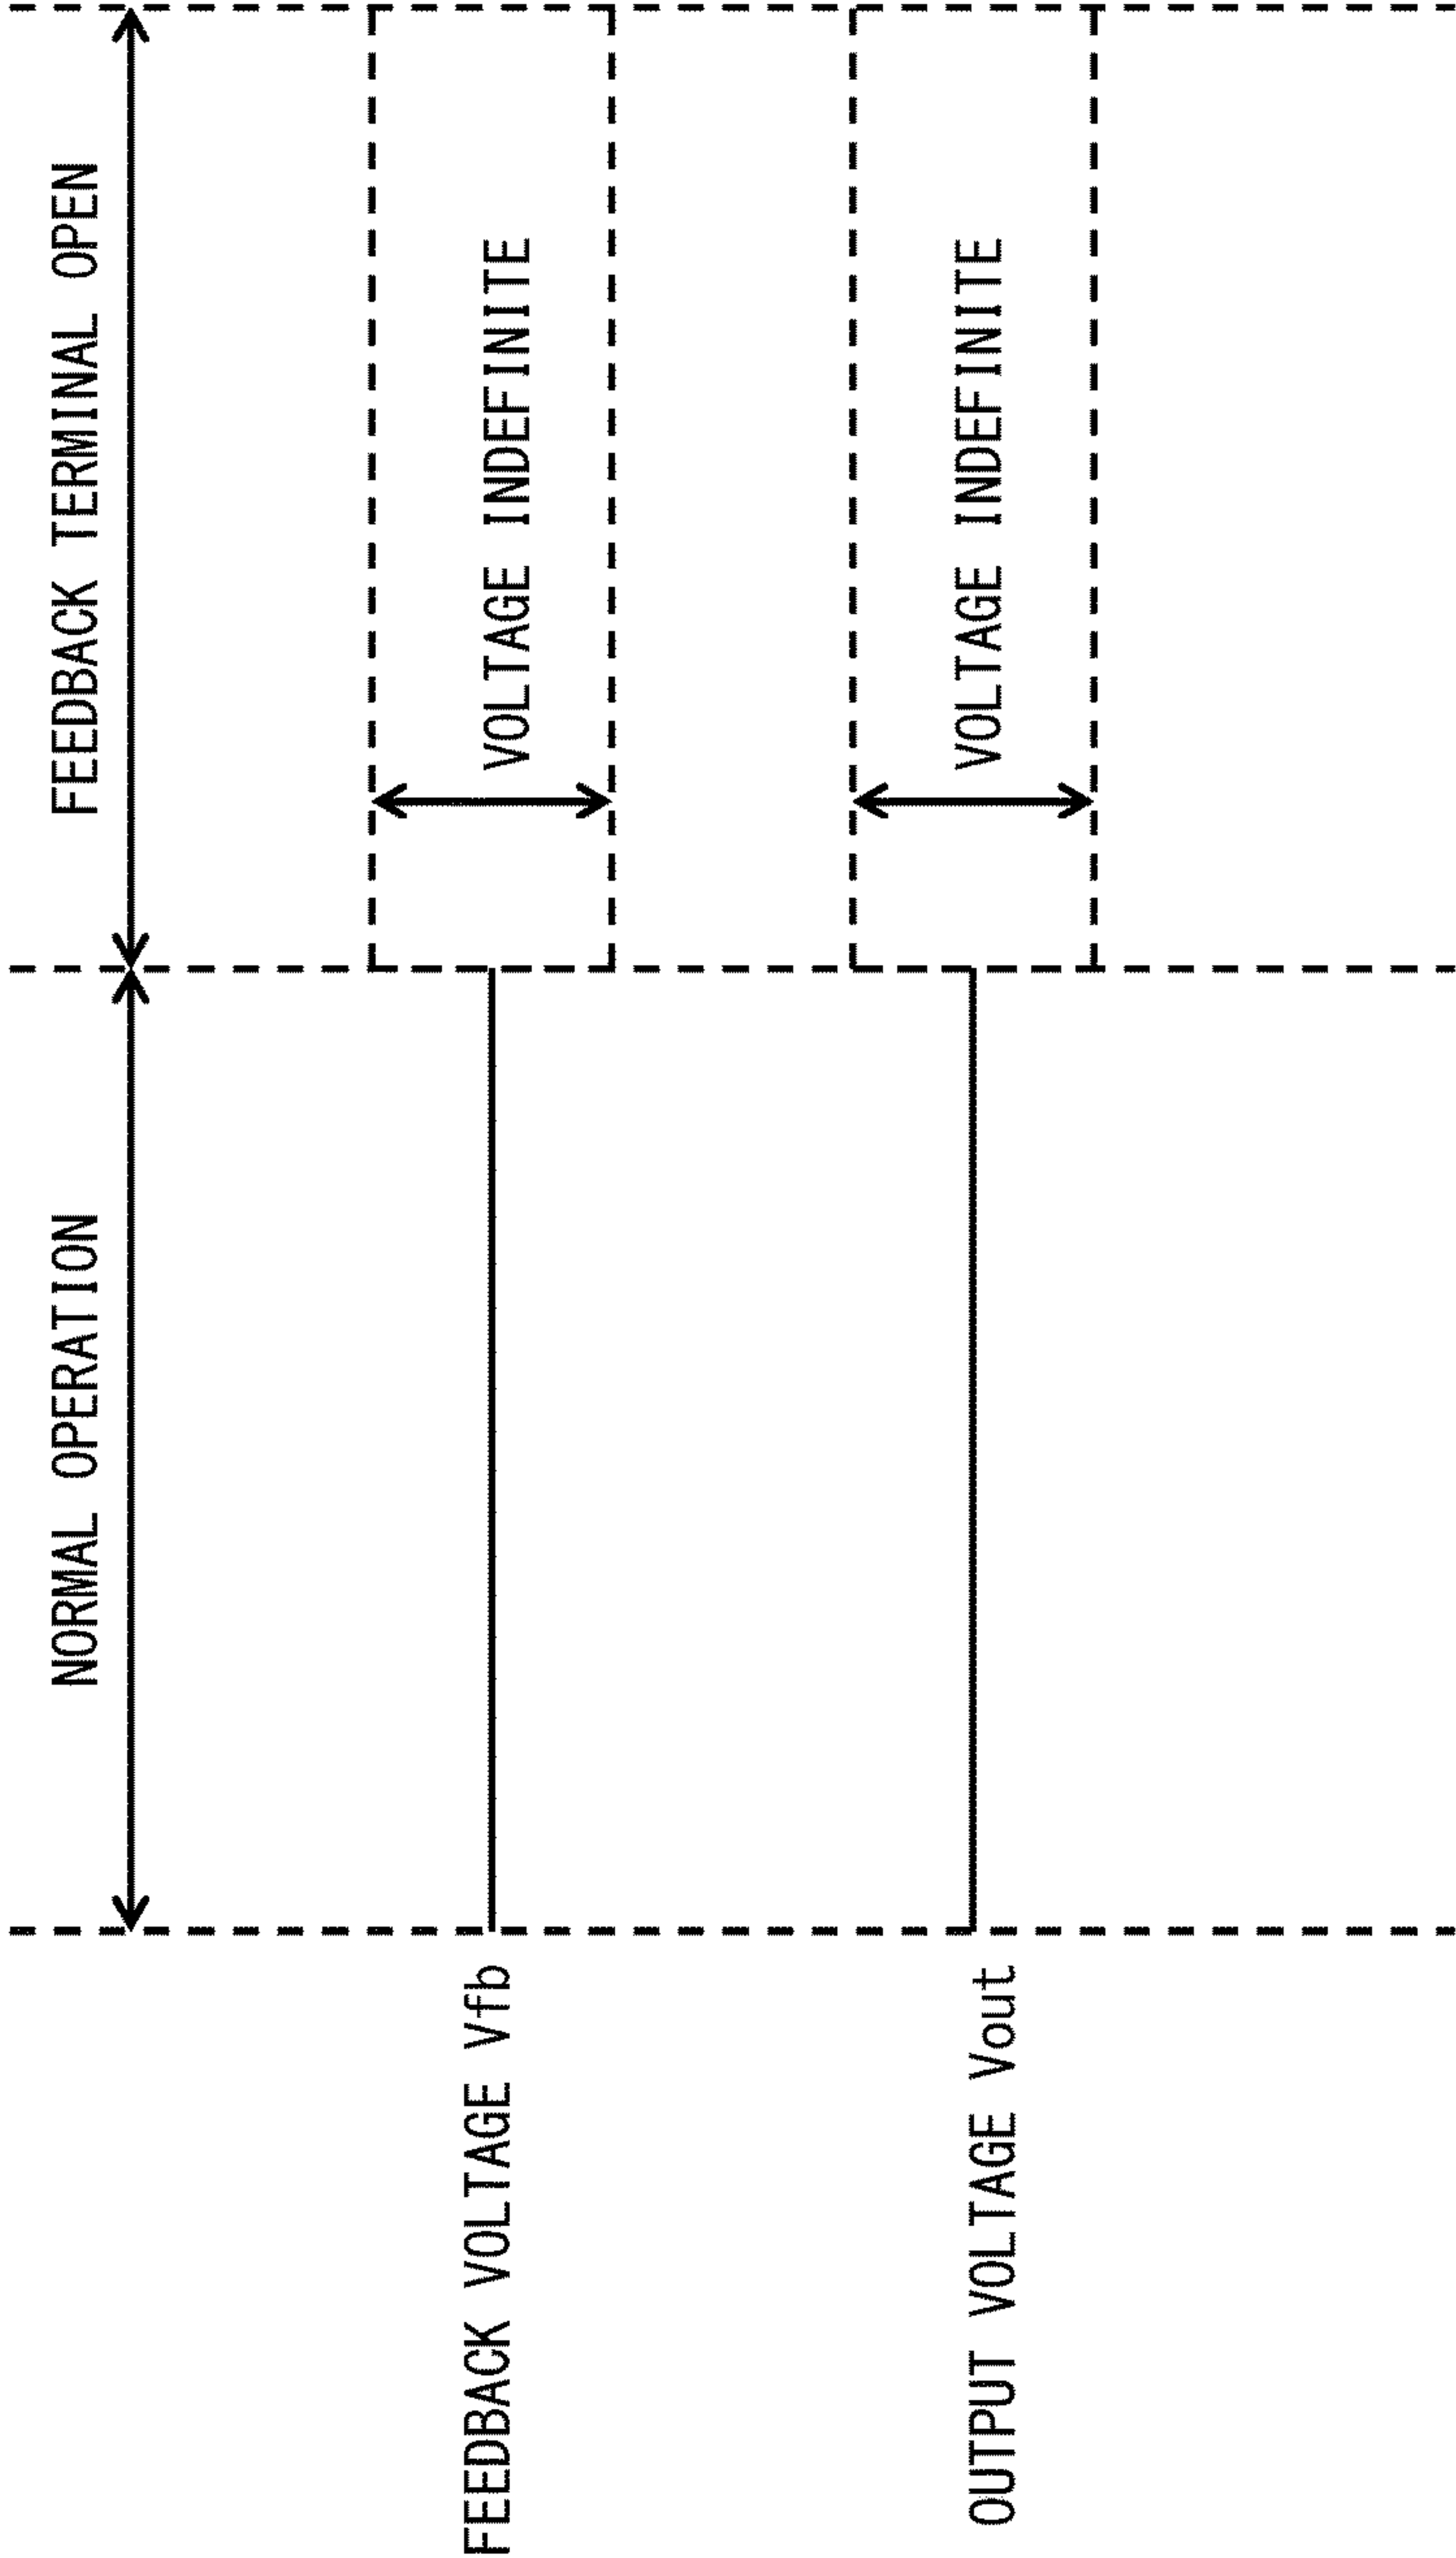 NORMAL OPERATION
FEEDBACK TERMINAL OPEN
FEEDBACK VOLTAGE Vfb
VOLTAGE INDEFINITE
OUTPUT VOLTAGE Vout
VOLTAGE INDEFINITE